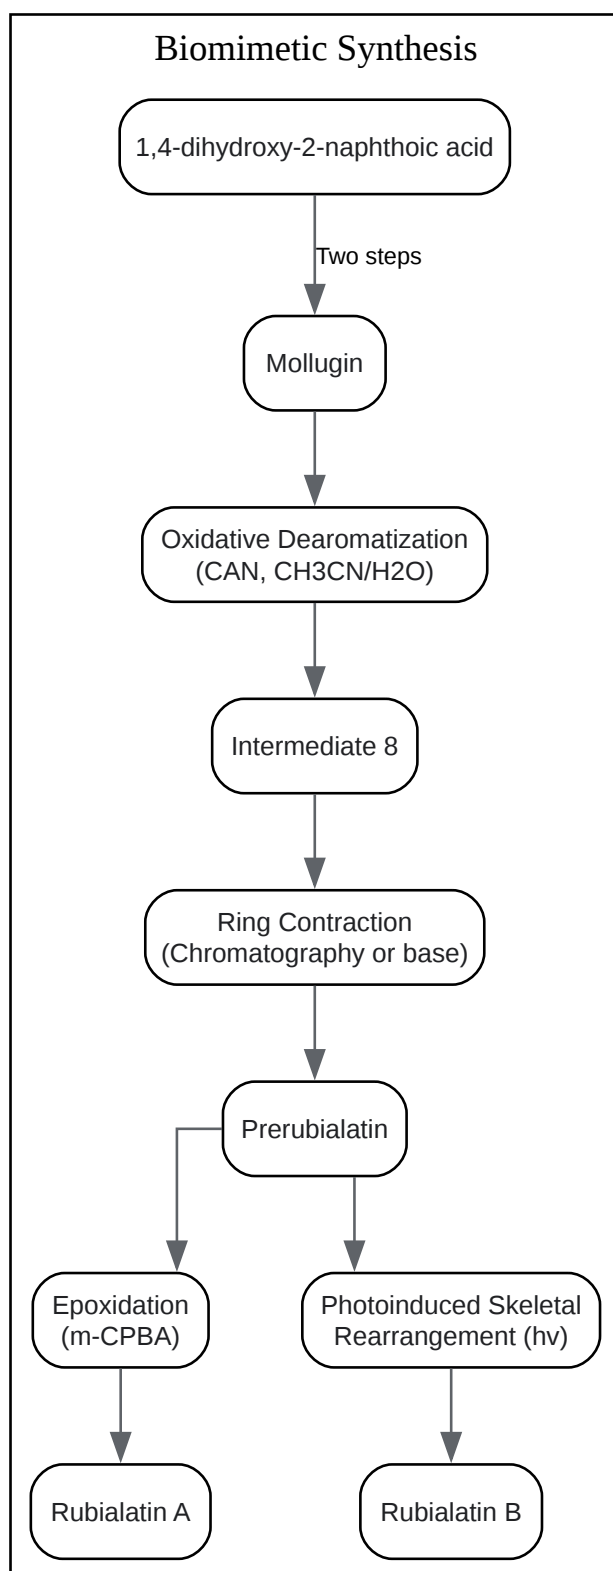 Biomimetic Synthesis
1,4-dihydroxy-2-naphthoic acid
Two steps
Mollugin
Oxidative Dearomatization
(CAN, CH3CN/H2O)
Intermediate 8
Ring Contraction
(Chromatography or base)
Prerubialatin
Epoxidation
(m-CPBA)
Photoinduced Skeletal
Rearrangement (hv)
Rubialatin A
Rubialatin B